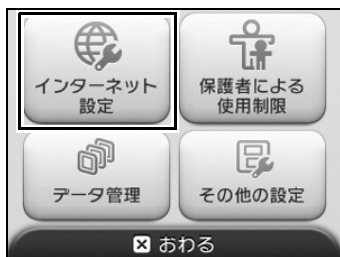 インターネット
設定
保護者による
使用制限
データ管理
その他の設定
おわる